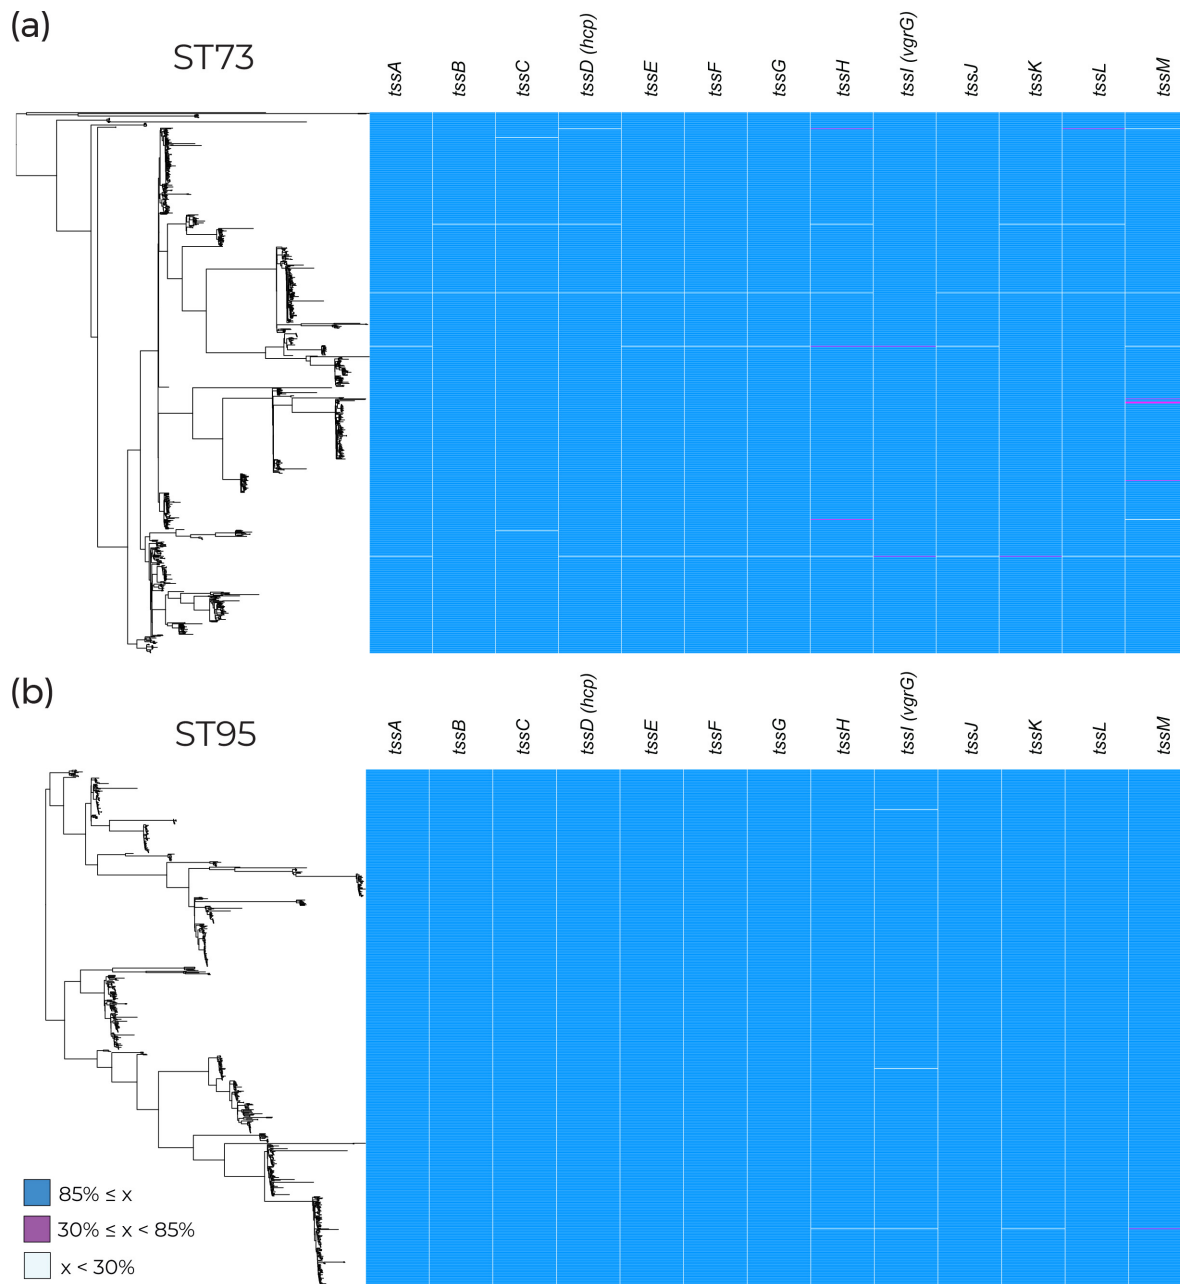 (a)
ST73
tssA
tssB
tssC
tssD (hcp)
tssE
tssF
tssG
tssH
tssI (vgrG)
tssJ
tssK
tssL
tssM
(b)
ST95
tssA
tssB
tssC
tssD (hcp)
tssE
tssF
tssG
tssH
tssI (vgrG)
tssJ
tssK
tssL
tssM
85% ≤ x
30% ≤ x < 85%
x < 30%